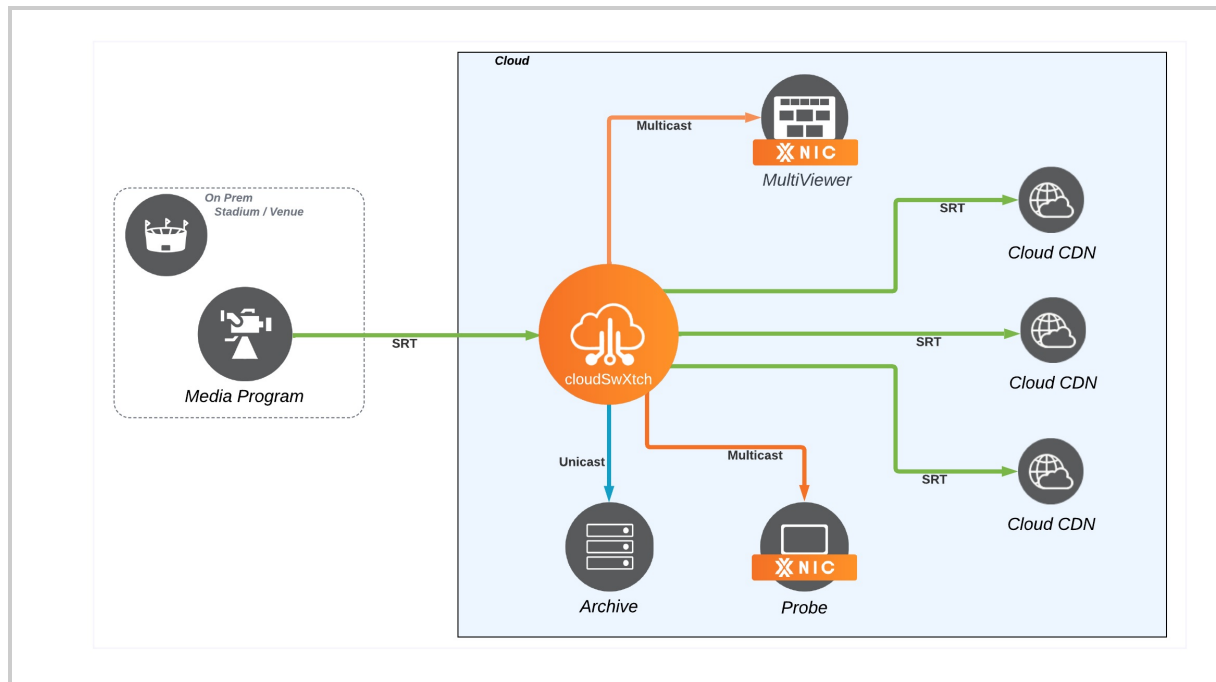 Cloud
Multicast
NIC
MultiViewer
On Prem
Stadium / Venue
SRT
Cloud CDN
Media Program
SRT
cloudSwXtch
SRT
Cloud CDN
Unicast
Multicast
SRT
Cloud CDN
Archive
NIC
Probe